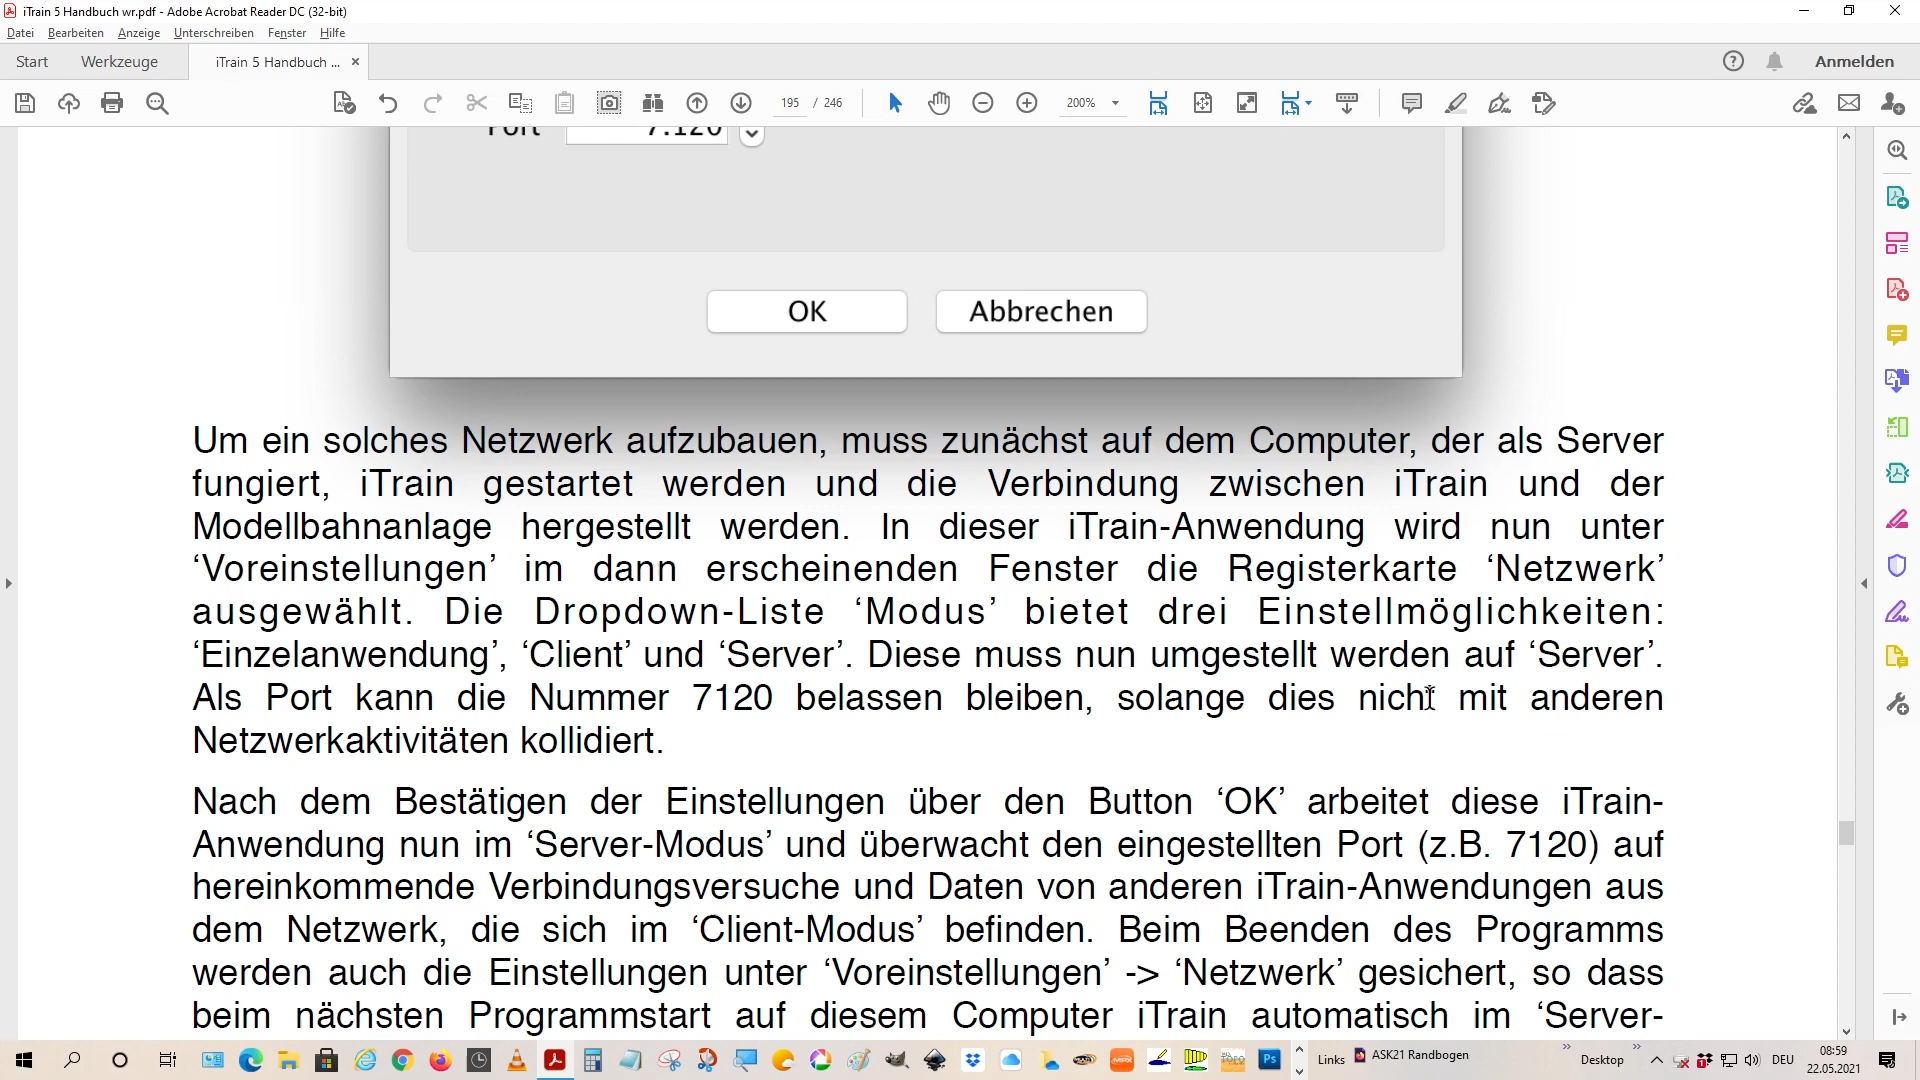 iTrain 5 Handbuch wr.pdf - Adobe Acrobat Reader DC (32-bit)
Datei Bearbeiten Anzeige Unterschreiben Fenster Hilfe
Start Werkzeuge iTrain 5 Handbuch ... × Anmelden
195 / 246 200%
Port 7.120
OK Abbrechen
Um ein solches Netzwerk aufzubauen, muss zunächst auf dem Computer, der als Server
fungiert, iTrain gestartet werden und die Verbindung zwischen iTrain und der
Modellbahnanlage hergestellt werden. In dieser iTrain-Anwendung wird nun unter
‘Voreinstellungen’ im dann erscheinenden Fenster die Registerkarte ‘Netzwerk’
ausgewählt. Die Dropdown-Liste ‘Modus’ bietet drei Einstellmöglichkeiten:
‘Einzelanwendung’, ‘Client’ und ‘Server’. Diese muss nun umgestellt werden auf ‘Server’.
Als Port kann die Nummer 7120 belassen bleiben, solange dies nicht mit anderen
Netzwerkaktivitäten kollidiert.
Nach dem Bestätigen der Einstellungen über den Button ‘OK’ arbeitet diese iTrain-
Anwendung nun im ‘Server-Modus’ und überwacht den eingestellten Port (z.B. 7120) auf
hereinkommende Verbindungsversuche und Daten von anderen iTrain-Anwendungen aus
dem Netzwerk, die sich im ‘Client-Modus’ befinden. Beim Beenden des Programms
werden auch die Einstellungen unter ‘Voreinstellungen’ -> ‘Netzwerk’ gesichert, so dass
beim nächsten Programmstart auf diesem Computer iTrain automatisch im ‘Server-
Links ASK21 Randbogen » Desktop » DEU 08:59
22.05.2021